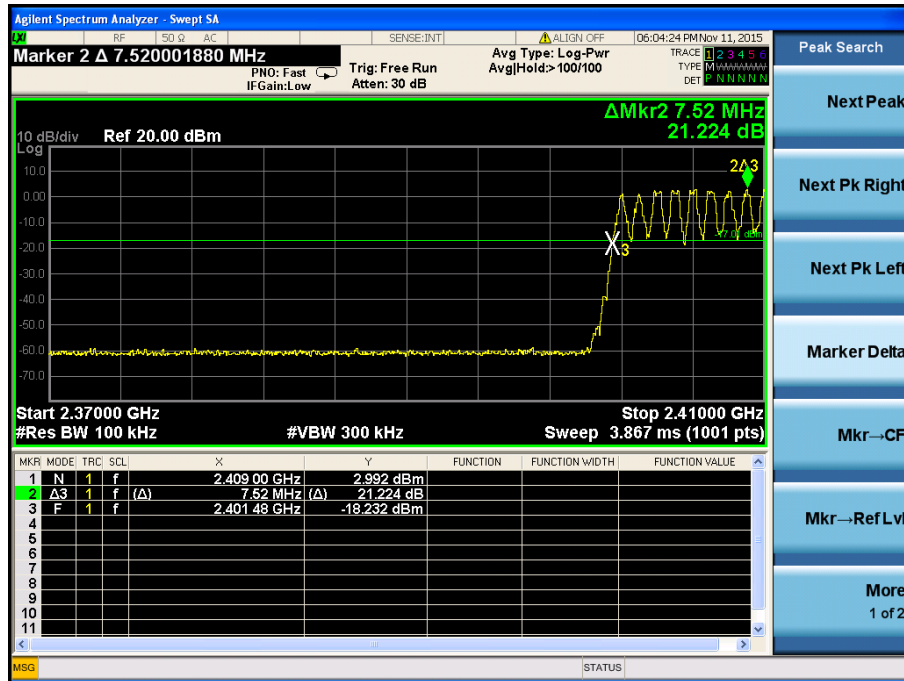 Agilent Spectrum Analyzer - Swept SA
LXI RF 50 Ω AC SENSE:INT ALIGN OFF 06:04:24 PM Nov 11, 2015
Marker 2 Δ 7.520001880 MHz
PNO: Fast Trig: Free Run Avg Type: Log-Pwr TRACE 1 2 3 4 5 6
IFGain:Low Atten: 30 dB Avg|Hold:>100/100 TYPE M WWWWW
DET P N N N N N
ΔMkr2 7.52 MHz
21.224 dB
10 dB/div Ref 20.00 dBm
Log
10.0
0.00
-10.0
-20.0
-30.0
-40.0
-50.0
-60.0
-70.0
2Δ3
-17.01 dBm
3
Start 2.37000 GHz Stop 2.41000 GHz
#Res BW 100 kHz #VBW 300 kHz Sweep 3.867 ms (1001 pts)
MKR MODE TRC SCL X Y FUNCTION FUNCTION WIDTH FUNCTION VALUE
1 N 1 f 2.409 00 GHz 2.992 dBm
2 Δ3 1 f (Δ) 7.52 MHz (Δ) 21.224 dB
3 F 1 f 2.401 48 GHz -18.232 dBm
4
5
6
7
8
9
10
11
MSG STATUS
Peak Search
Next Peak
Next Pk Right
Next Pk Left
Marker Delta
Mkr→CF
Mkr→Ref Lvl
More
1 of 2